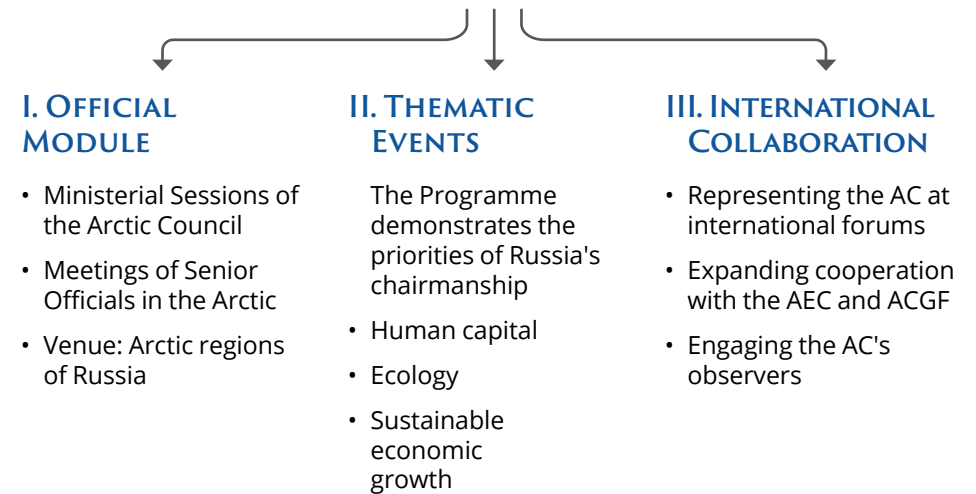 I. Official
Module
• Ministerial Sessions of
the Arctic Council
• Meetings of Senior
Officials in the Arctic
• Venue: Arctic regions
of Russia
II. Thematic
Events
The Programme
demonstrates the
priorities of Russia's
chairmanship
• Human capital
• Ecology
• Sustainable
economic
growth
III. International
Collaboration
• Representing the AC at
international forums
• Expanding cooperation
with the AEC and ACGF
• Engaging the AC's
observers